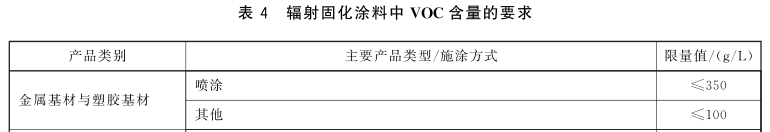 表 4 辐射固化涂料中 VOC 含量的要求
产品类别 主要产品类型/施涂方式 限量值/(g/L)
金属基材与塑胶基材 喷涂 ≤350
其他 ≤100